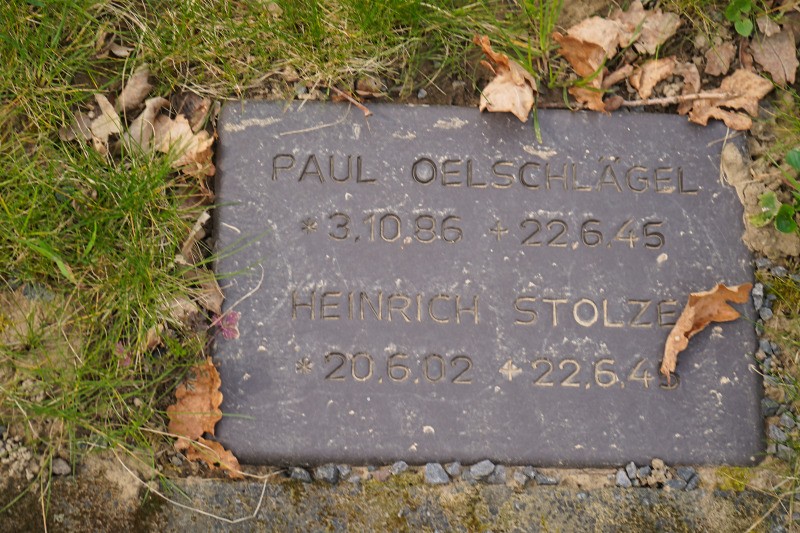 PAUL OELSCHLÄGEL
* 3.10.86 + 22.6.45
HEINRICH STOLZE
* 20.6.02 + 22.6.45